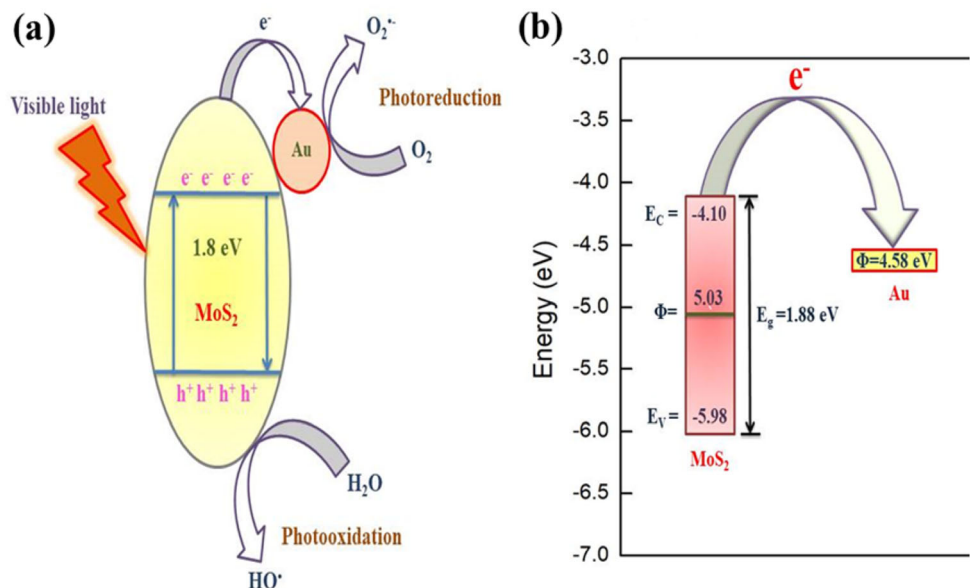 (a)
e⁻
O₂•⁻
Visible light
Photoreduction
Au
O₂
e⁻ e⁻ e⁻ e⁻
1.8 eV
MoS₂
h⁺ h⁺ h⁺ h⁺
H₂O
Photooxidation
HO•
(b)
-3.0
e⁻
-3.5
-4.0
E_C = -4.10
-4.5
Φ=4.58 eV
Au
Energy (eV)
-5.0
Φ= 5.03
E_g =1.88 eV
-5.5
E_V = -5.98
-6.0
MoS₂
-6.5
-7.0